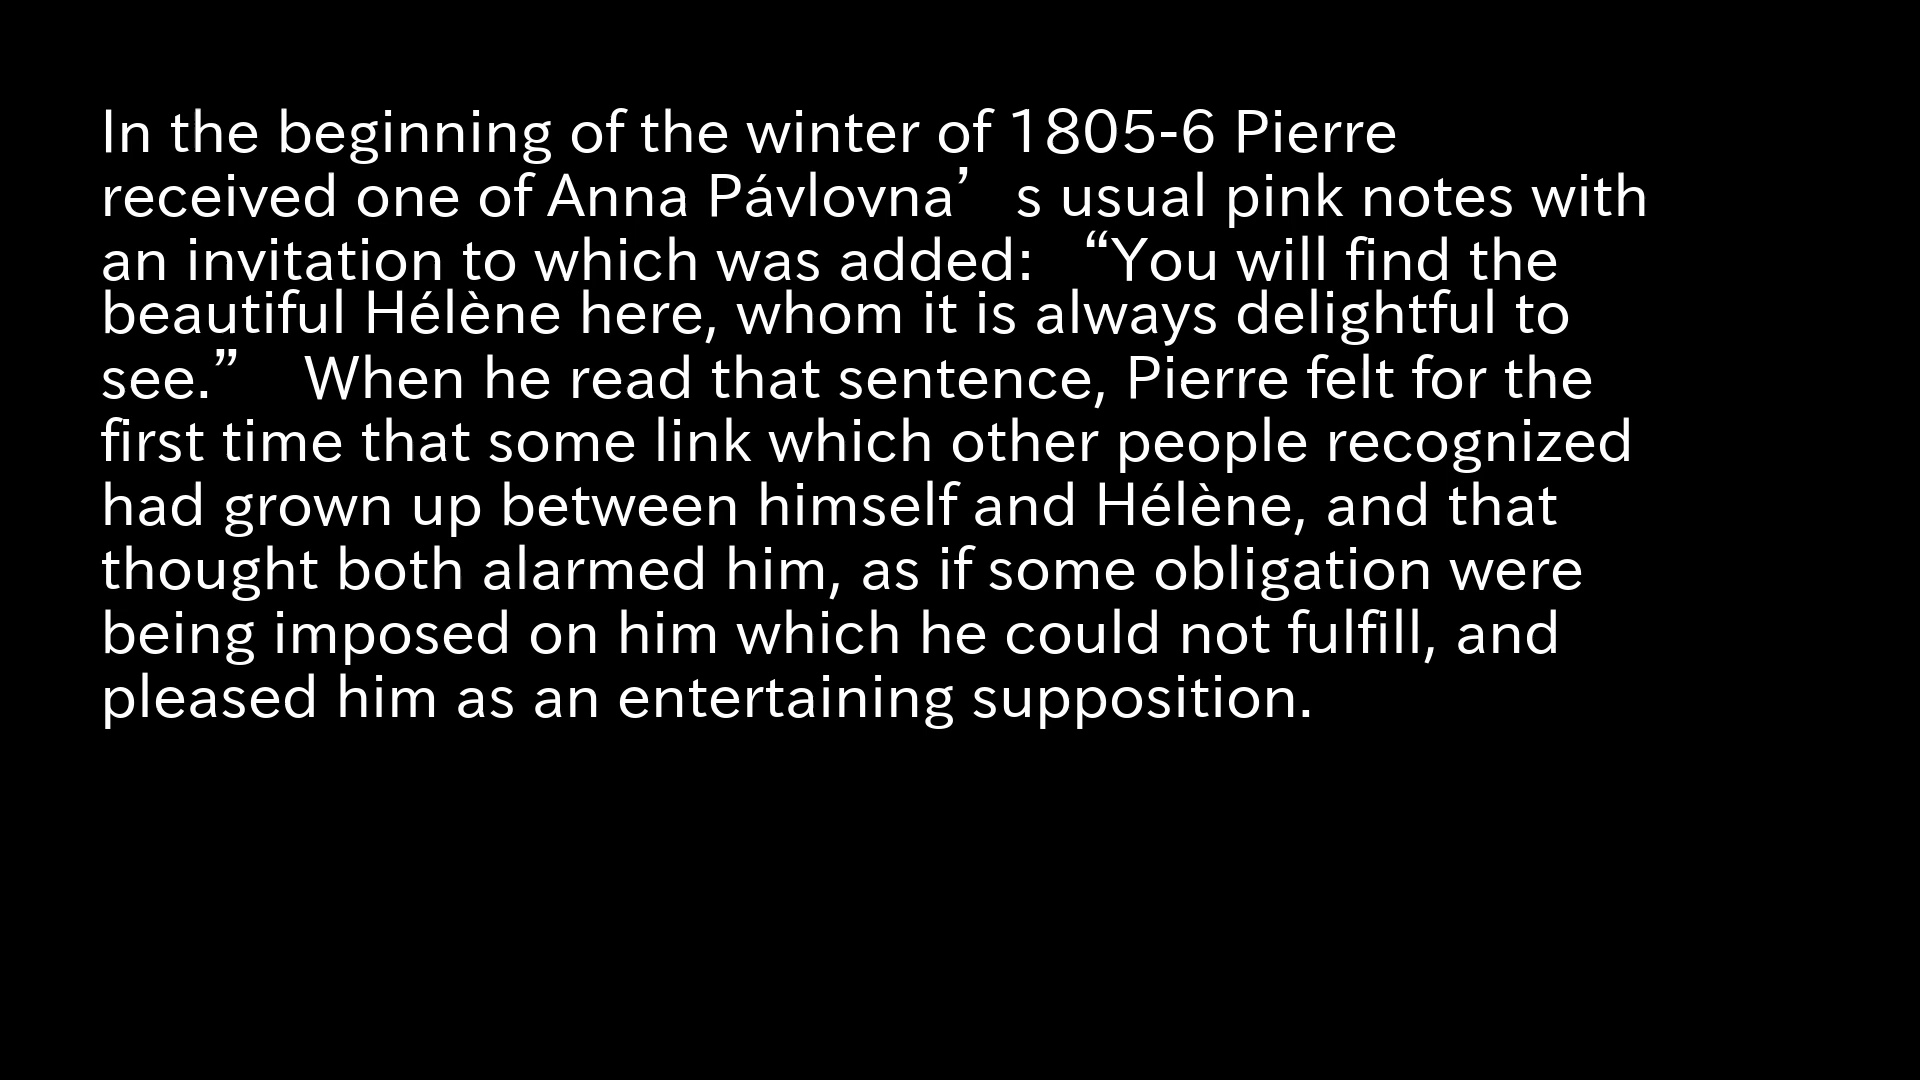 In the beginning of the winter of 1805-6 Pierre
received one of Anna Pávlovna’s usual pink notes with
an invitation to which was added: “You will find the
beautiful Hélène here, whom it is always delightful to
see.” When he read that sentence, Pierre felt for the
first time that some link which other people recognized
had grown up between himself and Hélène, and that
thought both alarmed him, as if some obligation were
being imposed on him which he could not fulfill, and
pleased him as an entertaining supposition.